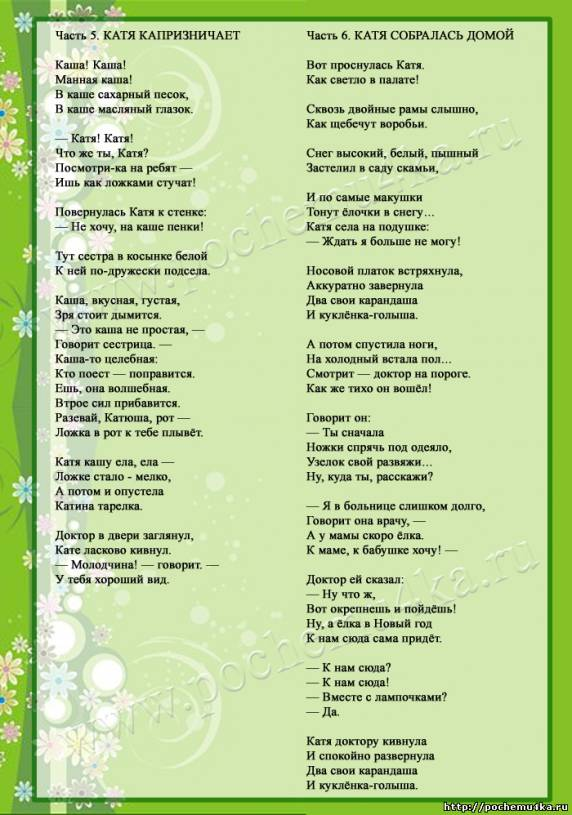 Часть 5. КАТЯ КАПРИЗНИЧАЕТ
Каша! Каша!
Манная каша!
В каше сахарный песок,
В каше масляный глазок.
— Катя! Катя!
Что же ты, Катя?
Посмотри-ка на ребят —
Ишь как ложками стучат!
Повернулась Катя к стенке:
— Не хочу, на каше пенки!
Тут сестра в косынке белой
К ней по-дружески подсела.
Каша, вкусная, густая,
Зря стоит дымится.
— Это каша не простая, —
Говорит сестрица. —
Каша-то целебная:
Кто поест — поправится.
Ешь, она волшебная.
Втрое сил прибавится.
Разевай, Катюша, рот —
Ложка в рот к тебе плывёт.
Катя кашу ела, ела —
Ложке стало - мелко,
А потом и опустела
Катина тарелка.
Доктор в двери заглянул,
Кате ласково кивнул.
— Молодчина! — говорит. —
У тебя хороший вид.
Часть 6. КАТЯ СОБРАЛАСЬ ДОМОЙ
Вот проснулась Катя.
Как светло в палате!
Сквозь двойные рамы слышно,
Как щебечут воробьи.
Снег высокий, белый, пышный
Застелил в саду скамьи,
И по самые макушки
Тонут ёлочки в снегу…
Катя села на подушке:
— Ждать я больше не могу!
Носовой платок встряхнула,
Аккуратно завернула
Два свои карандаша
И куклёнка-голыша.
А потом спустила ноги,
На холодный встала пол…
Смотрит — доктор на пороге.
Как же тихо он вошёл!
Говорит он:
— Ты сначала
Ножки спрячь под одеяло,
Узелок свой развяжи…
Ну, куда ты, расскажи?
— Я в больнице слишком долго,
Говорит она врачу, —
А у мамы скоро ёлка.
К маме, к бабушке хочу! —
Доктор ей сказал:
— Ну что ж,
Вот окрепнешь и пойдёшь!
Ну, а ёлка в Новый год
К нам сюда сама придёт.
— К нам сюда?
— К нам сюда!
— Вместе с лампочками?
— Да.
Катя доктору кивнула
И спокойно развернула
Два свои карандаша
И куклёнка-голыша.
www.pochemu4ka.ru
www.pochemu4ka.ru
http://pochemu4ka.ru